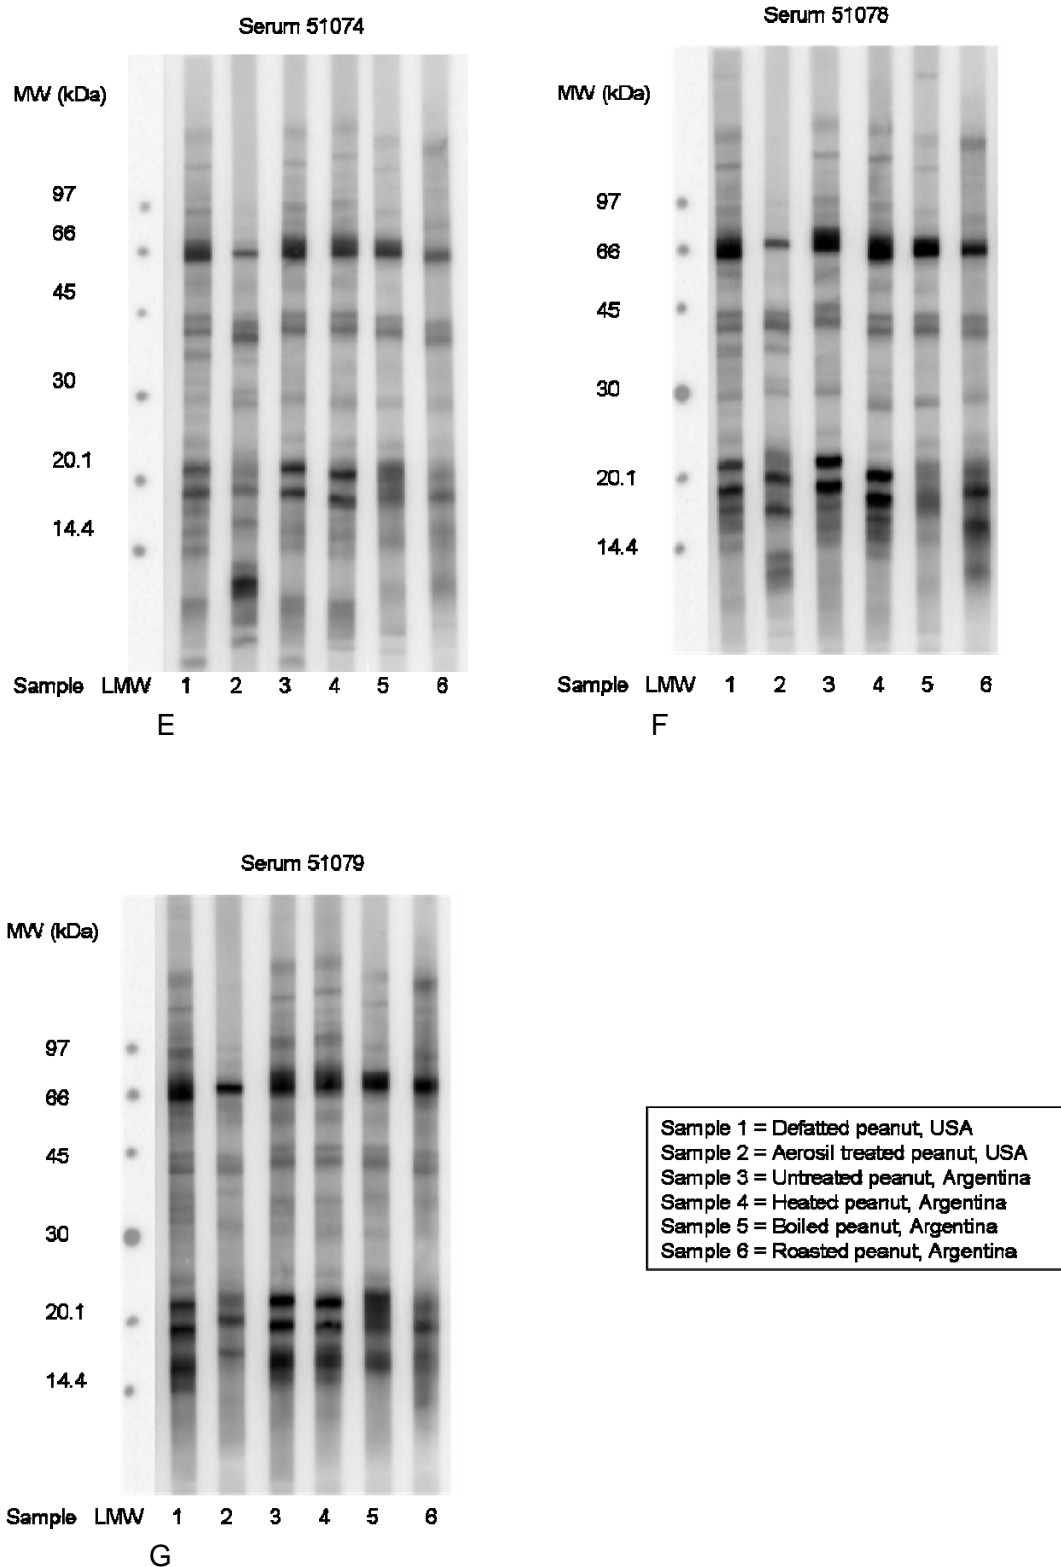 Serum 51074
MW (kDa)
97
66
45
30
20.1
14.4
Sample LMW 1 2 3 4 5 6
E
Serum 51078
MW (kDa)
97
66
45
30
20.1
14.4
Sample LMW 1 2 3 4 5 6
F
Serum 51079
MW (kDa)
97
66
45
30
20.1
14.4
Sample LMW 1 2 3 4 5 6
G
Sample 1 = Defatted peanut, USA
Sample 2 = Aerosil treated peanut, USA
Sample 3 = Untreated peanut, Argentina
Sample 4 = Heated peanut, Argentina
Sample 5 = Boiled peanut, Argentina
Sample 6 = Roasted peanut, Argentina